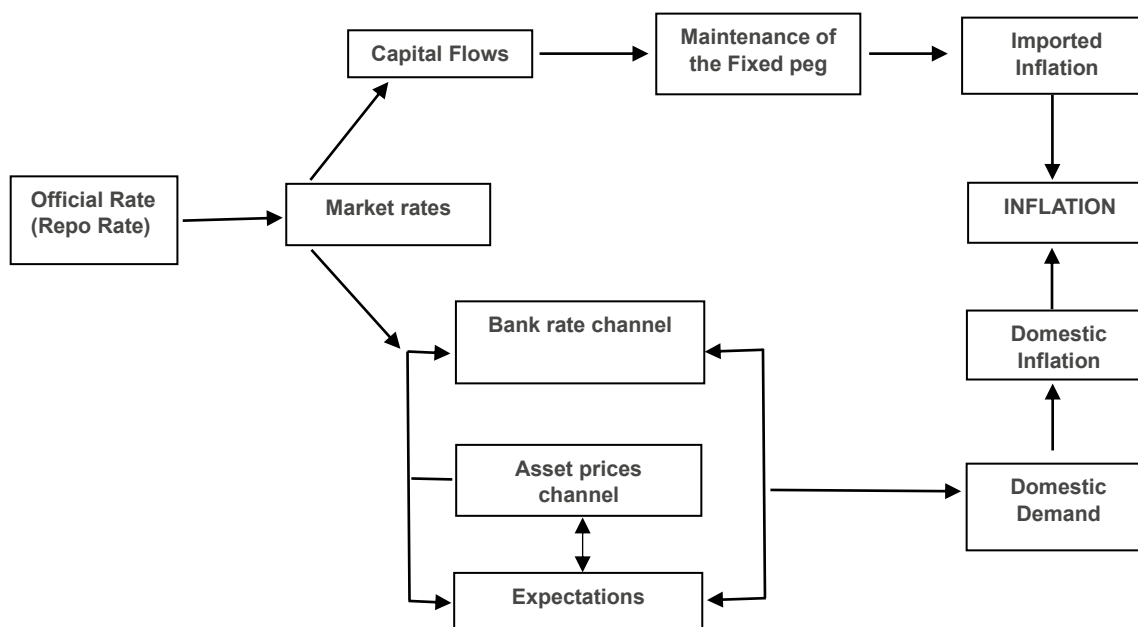 Capital Flows
Maintenance of
the Fixed peg
Imported
Inflation
Official Rate
(Repo Rate)
Market rates
INFLATION
Bank rate channel
Domestic
Inflation
Asset prices
channel
Domestic
Demand
Expectations